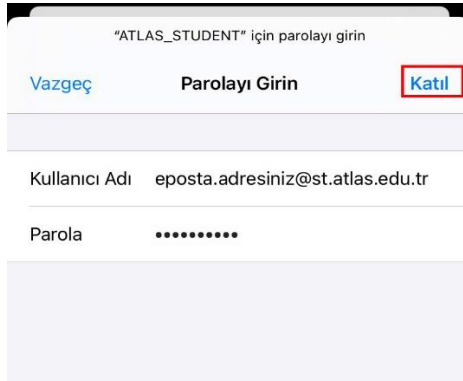 “ATLAS_STUDENT” için parolayı girin
Vazgeç Parolayı Girin Katıl
Kullanıcı Adı eposta.adresiniz@st.atlas.edu.tr
Parola ••••••••••